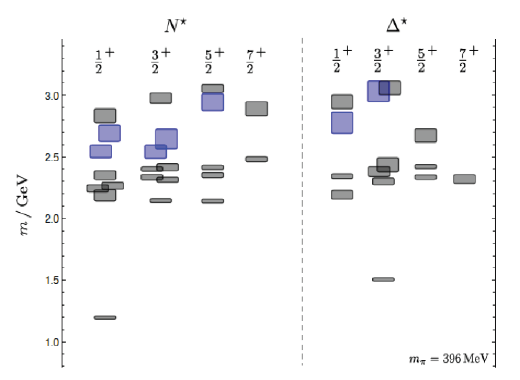 N* Δ*
1/2+ 3/2+ 5/2+ 7/2+ 1/2+ 3/2+ 5/2+ 7/2+
3.0
2.5
m / GeV
2.0
1.5
1.0
mπ = 396 MeV